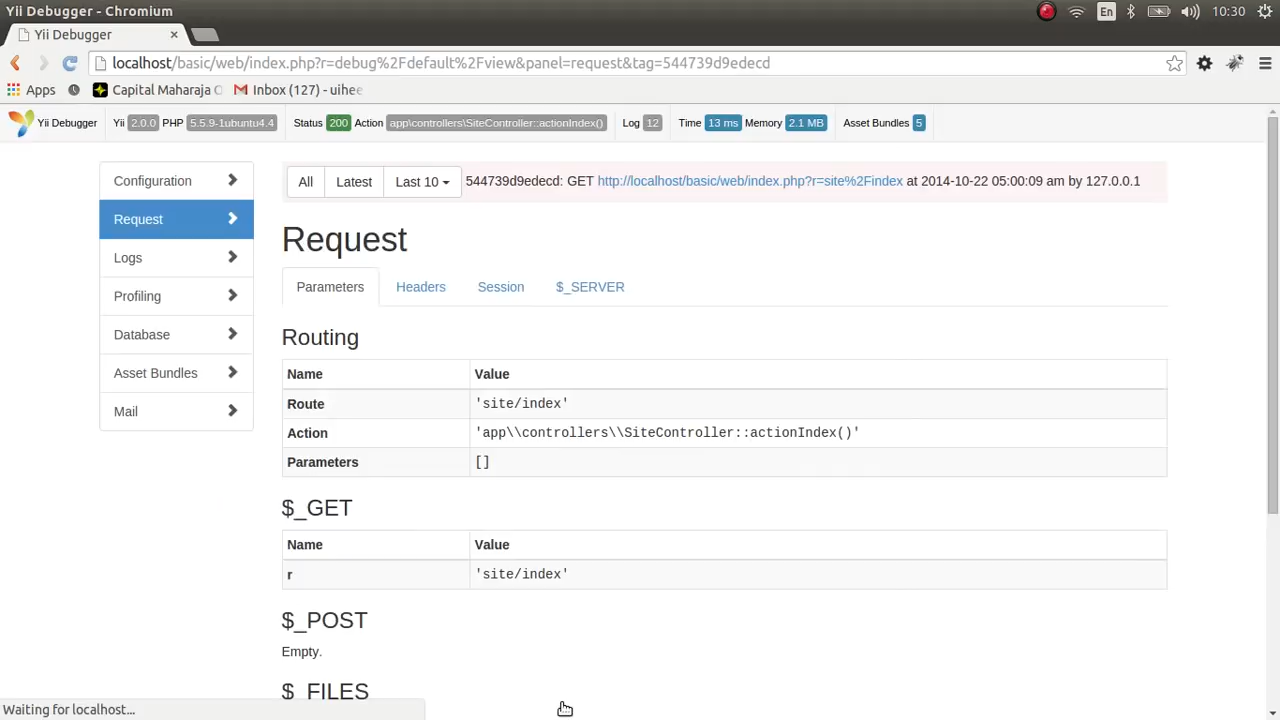 Yii Debugger - Chromium
En
10:30
Yii Debugger
localhost/basic/web/index.php?r=debug%2Fdefault%2Fview&panel=request&tag=544739d9edecd
Apps
Capital Maharaja
Inbox (127) - uihee
Yii Debugger
Yii 2.0.0 PHP 5.5.9-1ubuntu4.4
Status 200 Action app\controllers\SiteController::actionIndex()
Log 12
Time 13 ms Memory 2.1 MB
Asset Bundles 5
Configuration
Request
Logs
Profiling
Database
Asset Bundles
Mail
All
Latest
Last 10
544739d9edecd: GET http://localhost/basic/web/index.php?r=site%2Findex at 2014-10-22 05:00:09 am by 127.0.0.1
Request
Parameters
Headers
Session
$_SERVER
Routing
Name Value
Route 'site/index'
Action 'app\\controllers\\SiteController::actionIndex()'
Parameters []
$_GET
Name Value
r 'site/index'
$_POST
Empty.
$_FILES
Waiting for localhost...